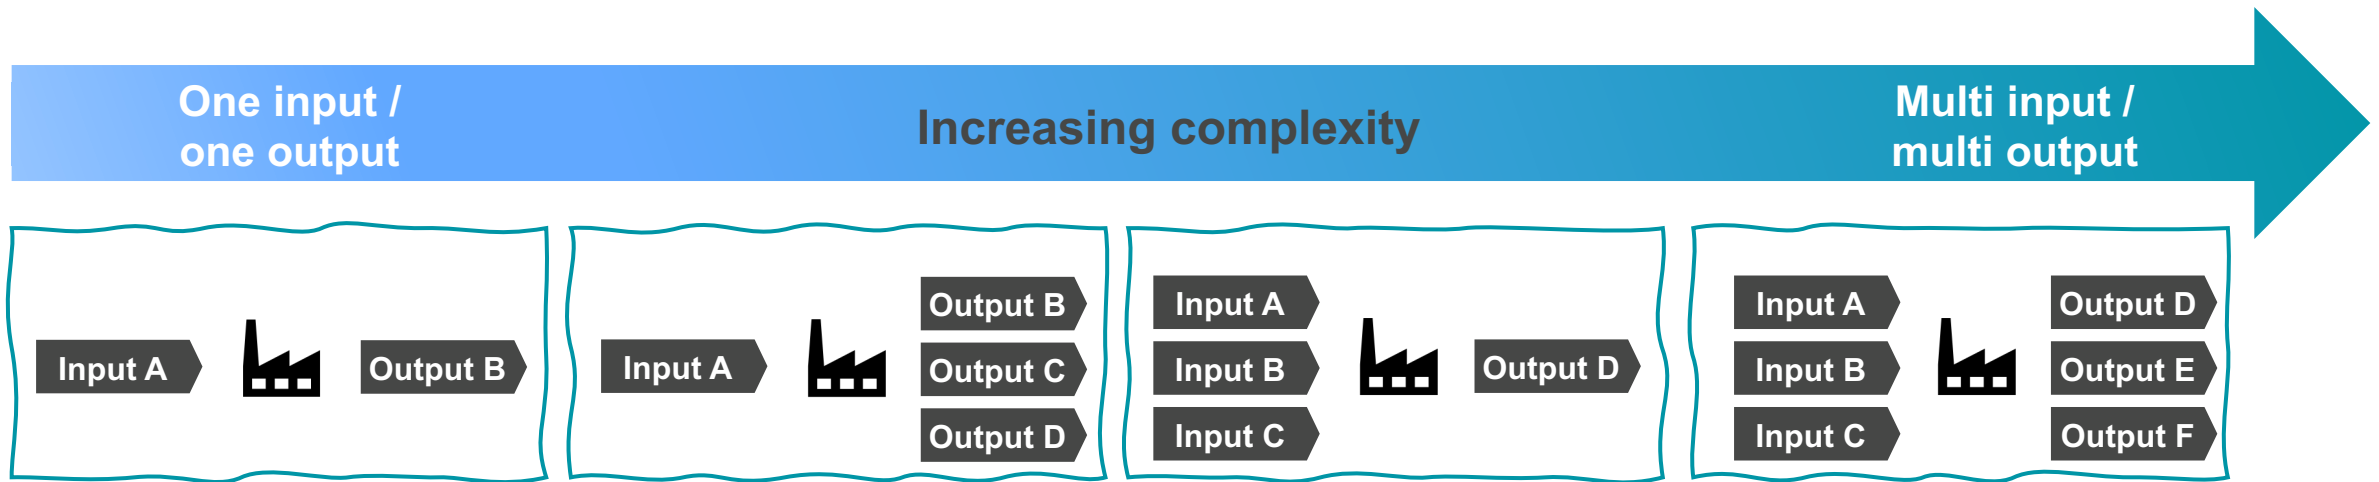 One input /
one output
Increasing complexity
Multi input /
multi output
Input A
Output B
Input A
Output B
Output C
Output D
Input A
Input B
Input C
Output D
Input A
Input B
Input C
Output D
Output E
Output F